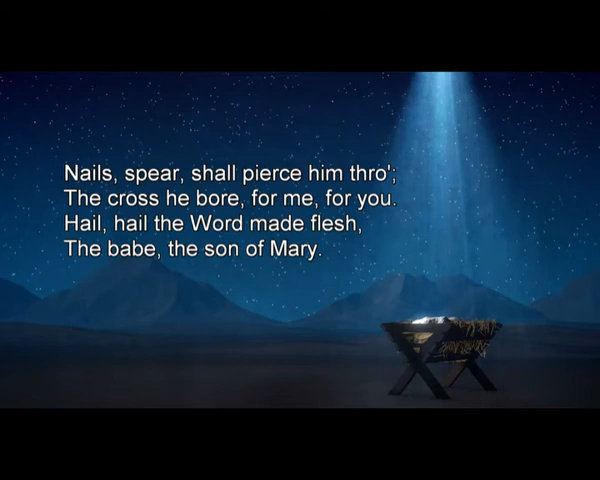 Nails, spear, shall pierce him thro';
The cross he bore, for me, for you.
Hail, hail the Word made flesh,
The babe, the son of Mary.